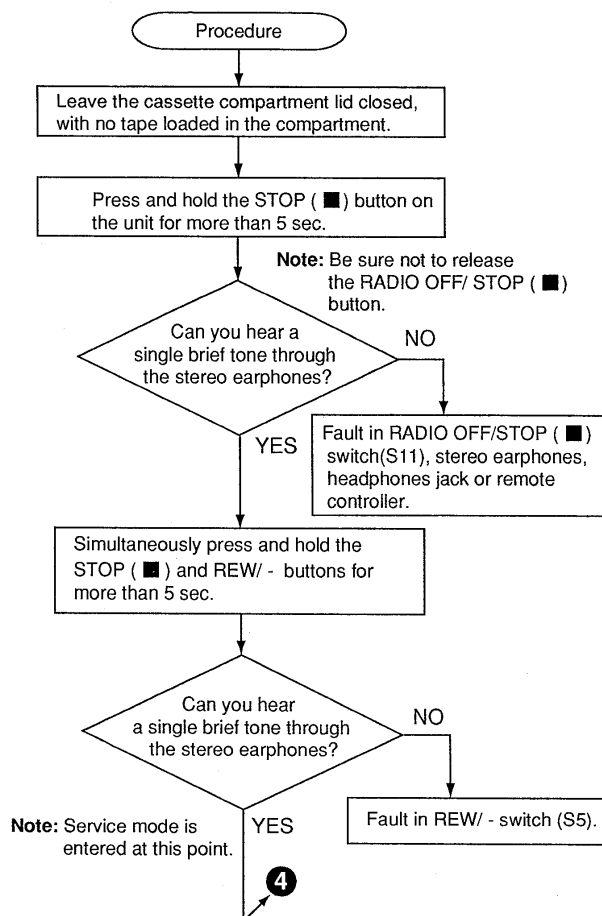 Procedure
Leave the cassette compartment lid closed,
with no tape loaded in the compartment.
Press and hold the STOP ( ■ ) button on
the unit for more than 5 sec.
Note: Be sure not to release
the RADIO OFF/ STOP ( ■ )
button.
Can you hear a
single brief tone through
the stereo earphones?
NO
YES
Fault in RADIO OFF/STOP ( ■ )
switch(S11), stereo earphones,
headphones jack or remote
controller.
Simultaneously press and hold the
STOP ( ■ ) and REW/ - buttons for
more than 5 sec.
Can you hear
a single brief tone through
the stereo earphones?
NO
YES
Fault in REW/ - switch (S5).
Note: Service mode is
entered at this point.
4